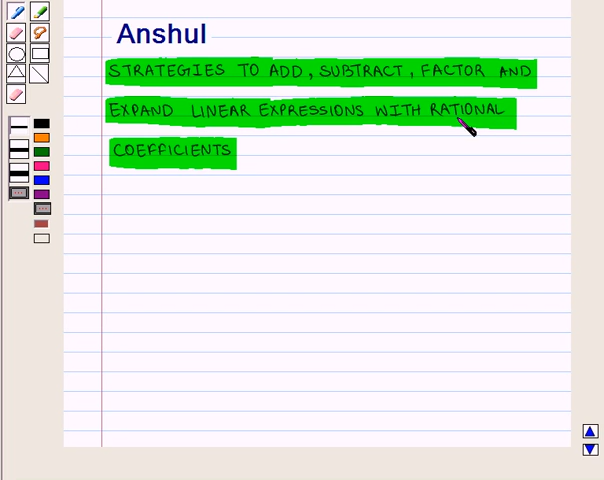 Anshul
STRATEGIES TO ADD, SUBTRACT, FACTOR AND
EXPAND LINEAR EXPRESSIONS WITH RATIONAL
COEFFICIENTS